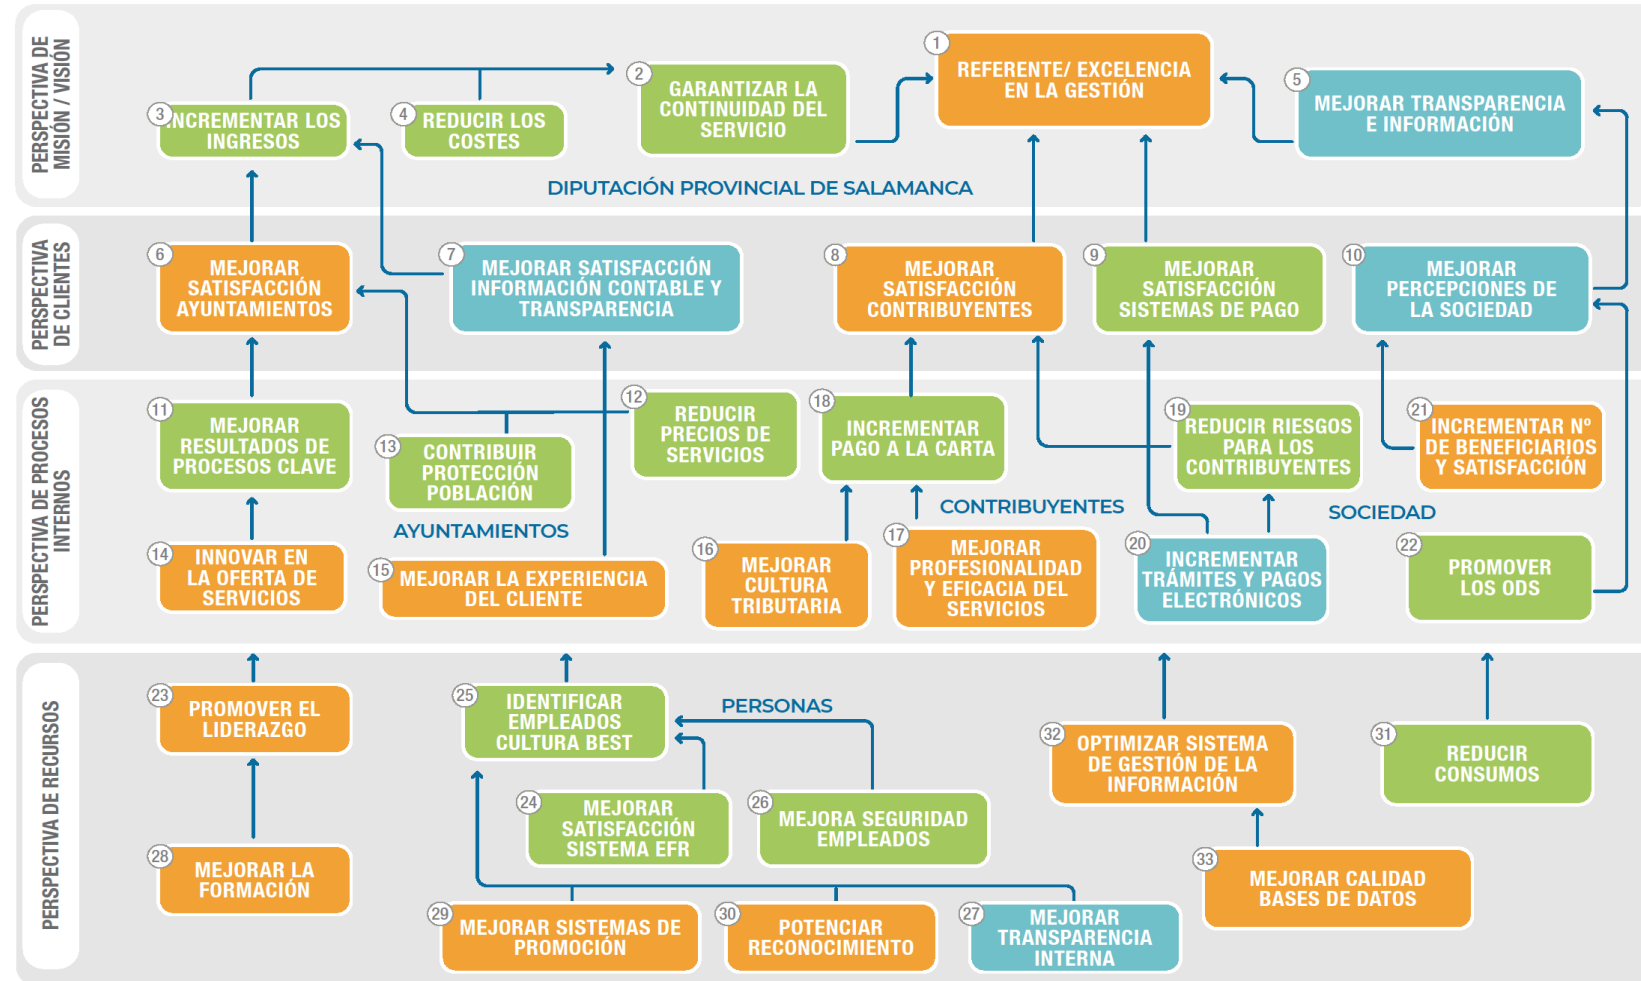 PERSPECTIVA DE
MISIÓN / VISIÓN
1
REFERENTE/ EXCELENCIA
EN LA GESTIÓN
2
GARANTIZAR LA
CONTINUIDAD DEL
SERVICIO
3
INCREMENTAR LOS
INGRESOS
4
REDUCIR LOS
COSTES
5
MEJORAR TRANSPARENCIA
E INFORMACIÓN
DIPUTACIÓN PROVINCIAL DE SALAMANCA
PERSPECTIVA
DE CLIENTES
6
MEJORAR
SATISFACCIÓN
AYUNTAMIENTOS
7
MEJORAR SATISFACCIÓN
INFORMACIÓN CONTABLE Y
TRANSPARENCIA
8
MEJORAR
SATISFACCIÓN
CONTRIBUYENTES
9
MEJORAR
SATISFACCIÓN
SISTEMAS DE PAGO
10
MEJORAR
PERCEPCIONES DE
LA SOCIEDAD
PERSPECTIVA DE PROCESOS
INTERNOS
11
MEJORAR
RESULTADOS DE
PROCESOS CLAVE
13
CONTRIBUIR
PROTECCIÓN
POBLACIÓN
12
REDUCIR
PRECIOS DE
SERVICIOS
18
INCREMENTAR
PAGO A LA CARTA
19
REDUCIR RIESGOS
PARA LOS
CONTRIBUYENTES
21
INCREMENTAR Nº
DE BENEFICIARIOS
Y SATISFACCIÓN
AYUNTAMIENTOS
CONTRIBUYENTES
SOCIEDAD
14
INNOVAR EN
LA OFERTA DE
SERVICIOS
15
MEJORAR LA EXPERIENCIA
DEL CLIENTE
16
MEJORAR
CULTURA
TRIBUTARIA
17
MEJORAR
PROFESIONALIDAD
Y EFICACIA DEL
SERVICIOS
20
INCREMENTAR
TRÁMITES Y PAGOS
ELECTRÓNICOS
22
PROMOVER
LOS ODS
PERSPECTIVA DE RECURSOS
23
PROMOVER EL
LIDERAZGO
25
IDENTIFICAR
EMPLEADOS
CULTURA BEST
PERSONAS
32
OPTIMIZAR SISTEMA
DE GESTIÓN DE LA
INFORMACIÓN
31
REDUCIR
CONSUMOS
24
MEJORAR
SATISFACCIÓN
SISTEMA EFR
26
MEJORA SEGURIDAD
EMPLEADOS
28
MEJORAR LA
FORMACIÓN
33
MEJORAR CALIDAD
BASES DE DATOS
29
MEJORAR SISTEMAS DE
PROMOCIÓN
30
POTENCIAR
RECONOCIMIENTO
27
MEJORAR
TRANSPARENCIA
INTERNA